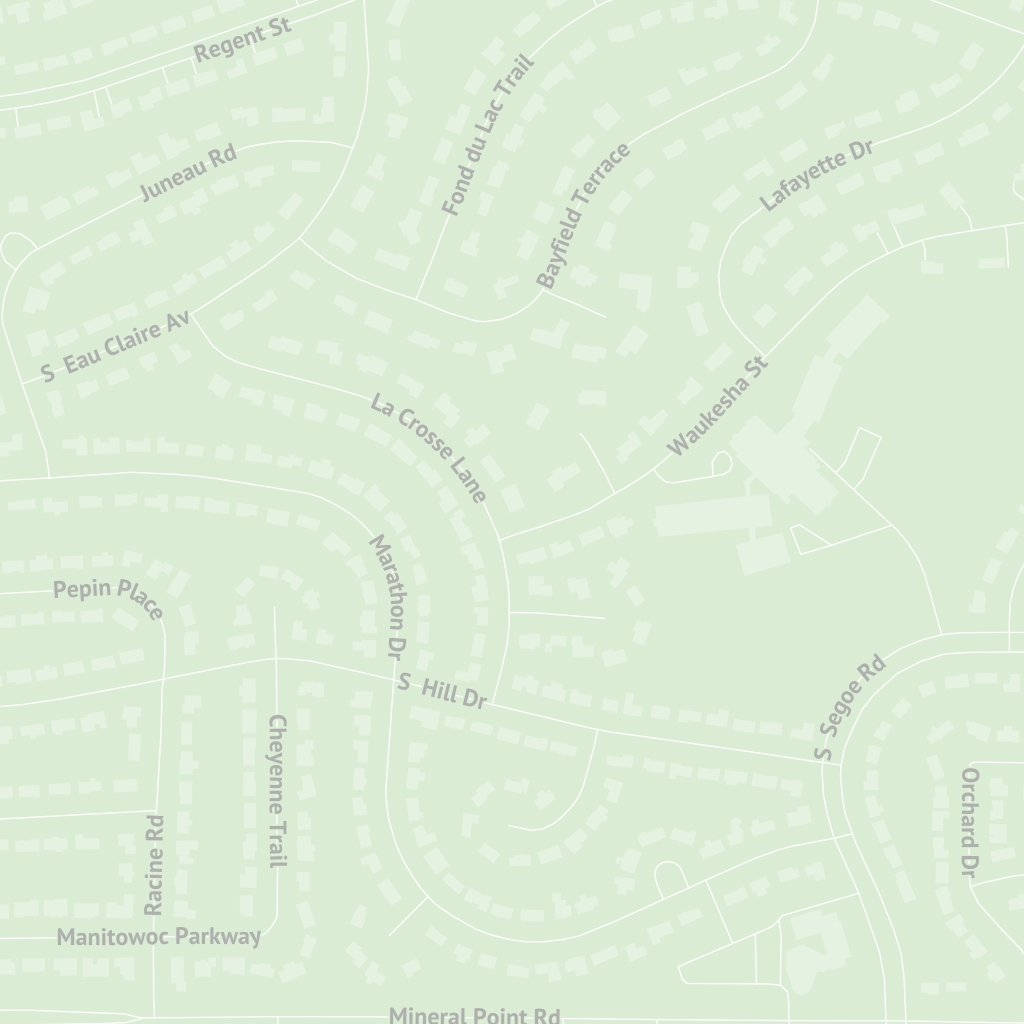 Regent St
Fond du Lac Trail
Juneau Rd
Bayfield Terrace
Lafayette Dr
S Eau Claire Av
La Crosse Lane
Waukesha St
Marathon Dr
Pepin Place
S Hill Dr
S Segoe Rd
Cheyenne Trail
Orchard Dr
Racine Rd
Manitowoc Parkway
Mineral Point Rd